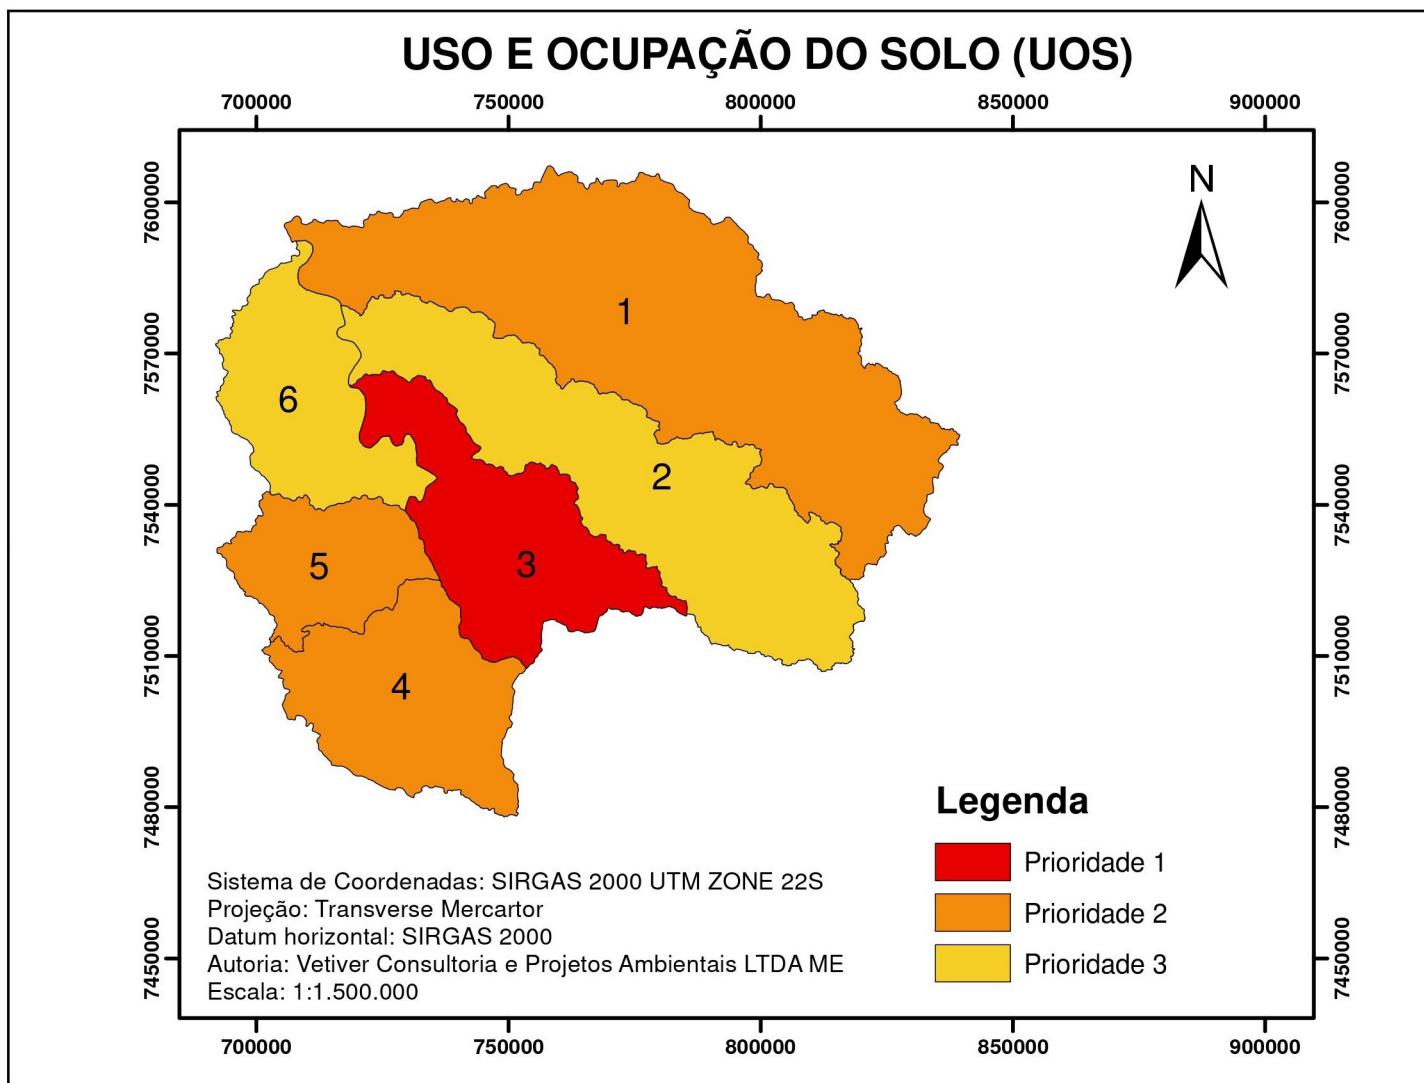 USO E OCUPAÇÃO DO SOLO (UOS)
700000 750000 800000 850000 900000
7600000 7600000
N
1
7570000 7570000
6
2
7540000 7540000
5 3
7510000 7510000
4
7480000 7480000
Legenda
Prioridade 1
Prioridade 2
Prioridade 3
Sistema de Coordenadas: SIRGAS 2000 UTM ZONE 22S
Projeção: Transverse Mercartor
Datum horizontal: SIRGAS 2000
Autoria: Vetiver Consultoria e Projetos Ambientais LTDA ME
Escala: 1:1.500.000
7450000 7450000
700000 750000 800000 850000 900000